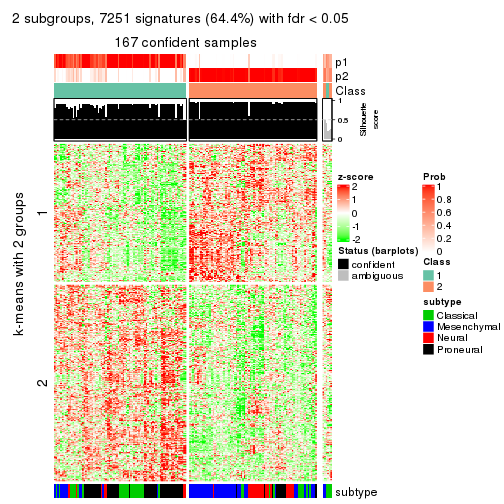 2 subgroups, 7251 signatures (64.4%) with fdr < 0.05
167 confident samples
p1
p2
Class
1
0.5
0
Silhouette
score
k-means with 2 groups
1
2
z-score
2
1
0
-1
-2
Status (barplots)
confident
ambiguous
Prob
1
0.8
0.6
0.4
0.2
0
Class
1
2
subtype
Classical
Mesenchymal
Neural
Proneural
subtype